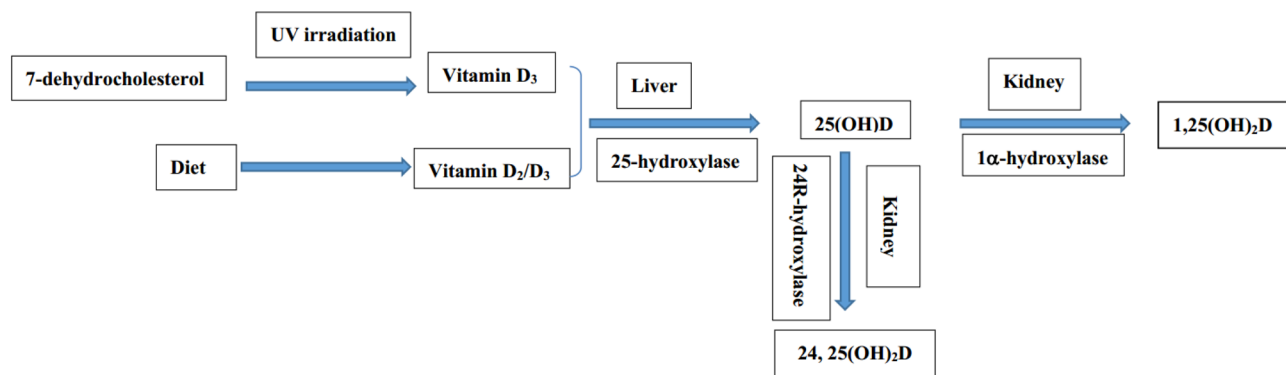 UV irradiation
7-dehydrocholesterol
Vitamin D₃
Diet
Vitamin D₂/D₃
Liver
25-hydroxylase
25(OH)D
Kidney
1α-hydroxylase
1,25(OH)₂D
24R-hydroxylase
Kidney
24, 25(OH)₂D